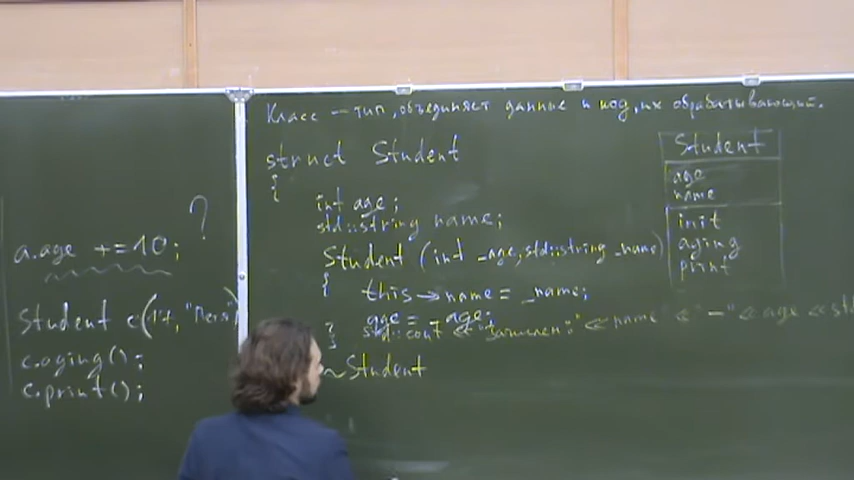 Класс – тип, объединяет данные и код, их обрабатывающий.
struct Student
{
int age;
std::string name;
Student (int _age, std::string _name)
{
this→name = _name;
age = _age;
std::cout << "зачислен:" << name << "–" << age << std
}
~Student
Student
age
name
init
aging
print
?
a.age +=10;
Student c(17, "Петя")
c.aging();
c.print();